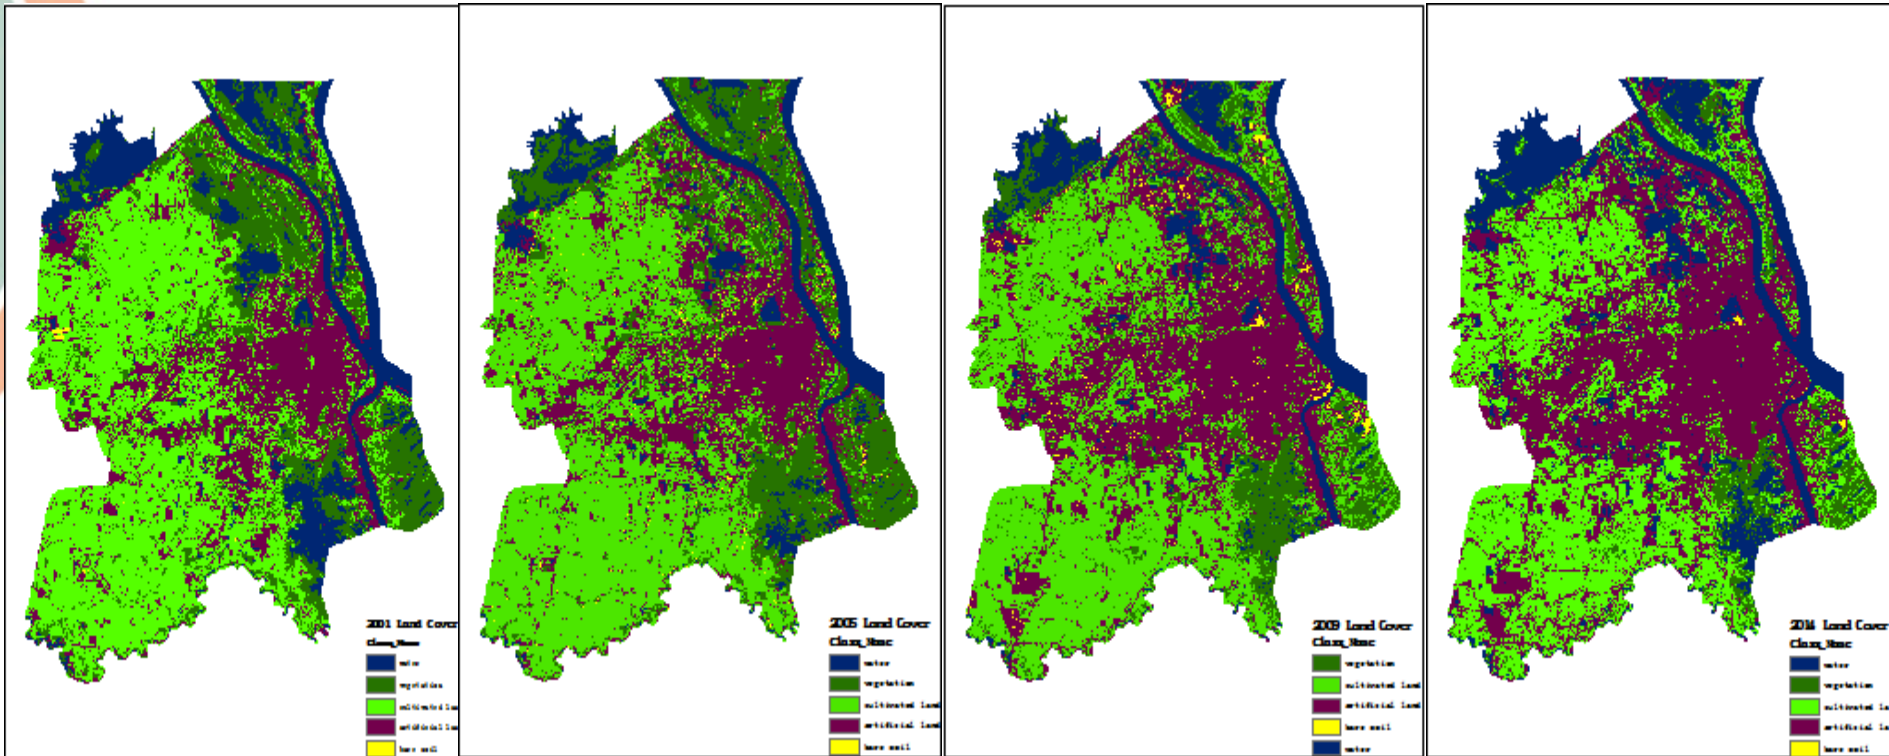 2001 Land Cover
Class_Name
water
vegetation
cultivated la
artificial la
bare soil
2005 Land Cover
Class_Name
water
vegetation
cultivated land
artificial land
bare soil
2009 Land Cover
Class_Name
vegetation
cultivated land
artificial land
bare soil
water
Land Cover
Class_Name
water
vegetation
cultivated la
artificial la
bare soil